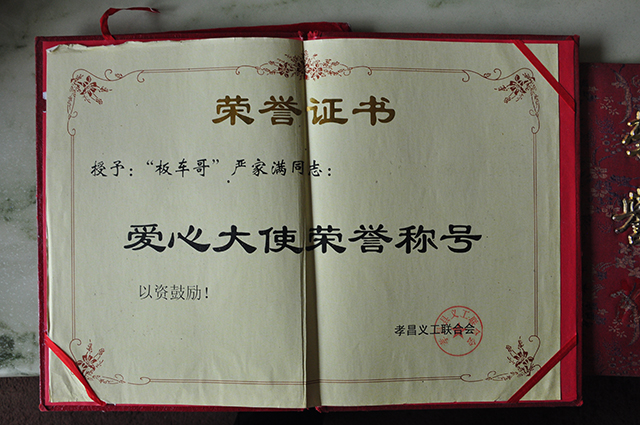 荣誉证书
授予：“板车哥”严家满同志：
爱心大使荣誉称号
以资鼓励！
孝昌义工联合会